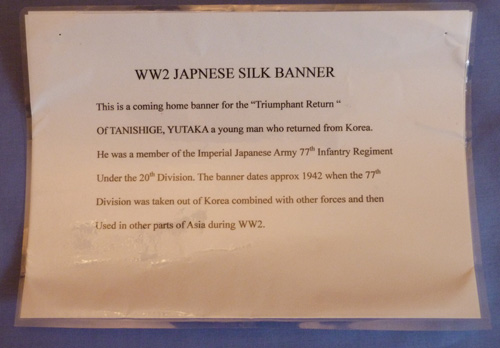 WW2 JAPNESE SILK BANNER
This is a coming home banner for the "Triumphant Return "
Of TANISHIGE, YUTAKA a young man who returned from Korea.
He was a member of the Imperial Japanese Army 77th Infantry Regiment
Under the 20th Division. The banner dates approx 1942 when the 77th
Division was taken out of Korea combined with other forces and then
Used in other parts of Asia during WW2.